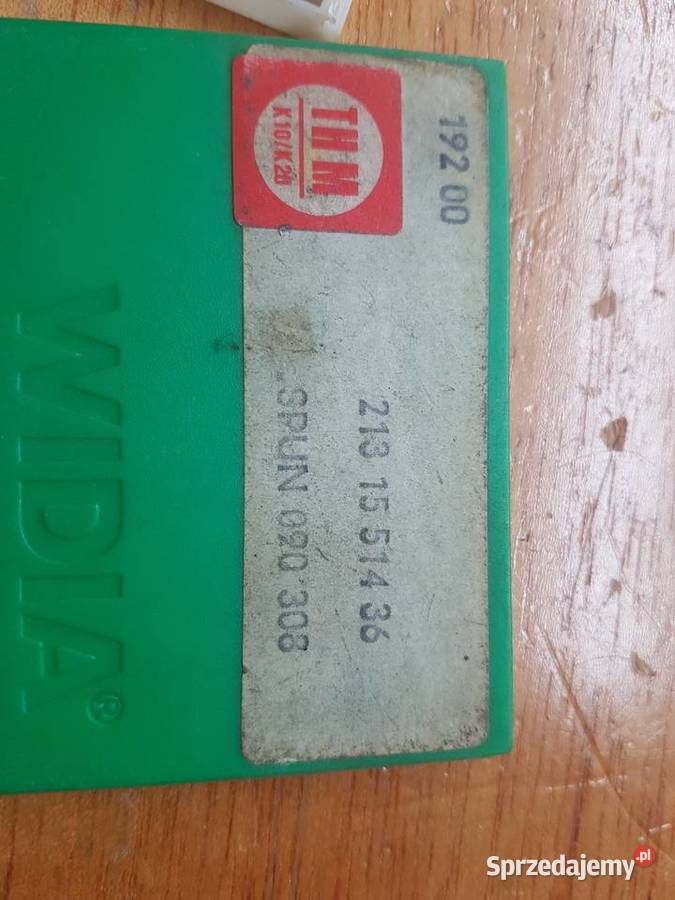 192 00
THM
K10/K20
213 15 514 36
SPUN 090 308
WIDIA®
Sprzedajemy.pl